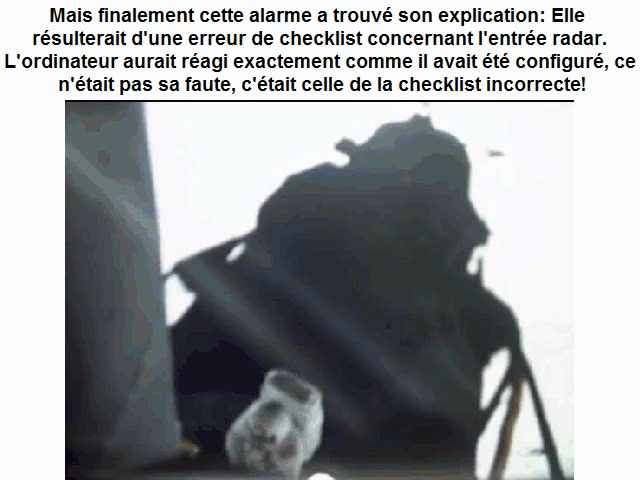 Mais finalement cette alarme a trouvé son explication: Elle
résulterait d'une erreur de checklist concernant l'entrée radar.
L'ordinateur aurait réagi exactement comme il avait été configuré, ce
n'était pas sa faute, c'était celle de la checklist incorrecte!